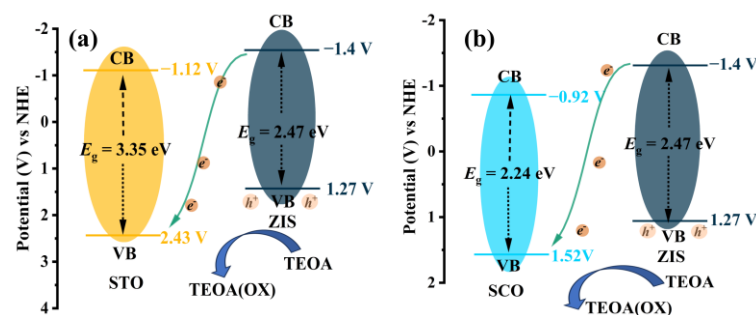 (a)
Potential (V) vs NHE
-2
-1
0
1
2
3
4
CB
−1.12 V
E_g = 3.35 eV
2.43 V
VB
STO
e⁻
e⁻
e⁻
CB
−1.4 V
E_g = 2.47 eV
1.27 V
h⁺ VB h⁺
ZIS
TEOA
TEOA(OX)
(b)
Potential (V) vs NHE
-2
-1
0
1
2
CB
−0.92 V
E_g = 2.24 eV
VB
1.52V
SCO
e⁻
e⁻
e⁻
CB
−1.4 V
E_g = 2.47 eV
1.27 V
h⁺ VB h⁺
ZIS
TEOA
TEOA(OX)